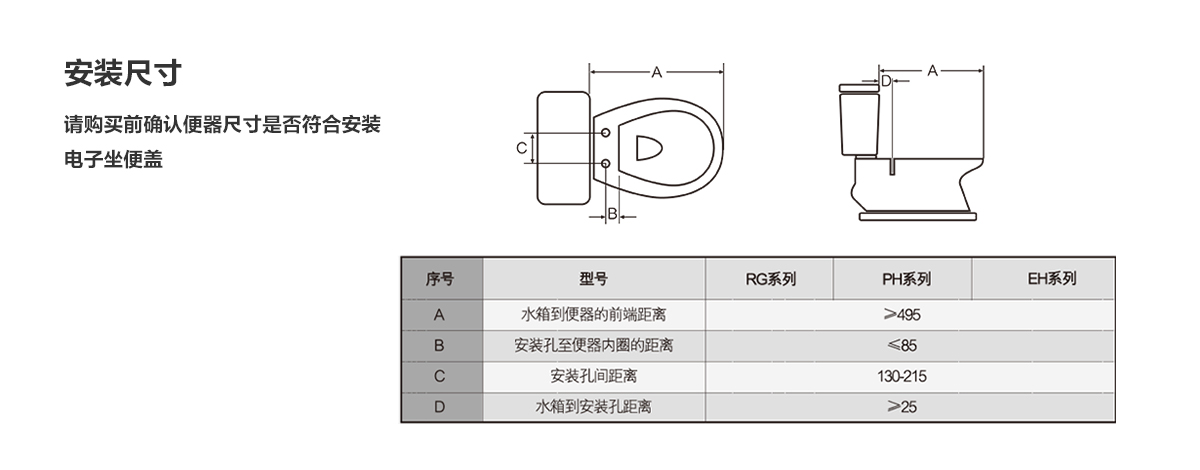 安装尺寸
请购买前确认便器尺寸是否符合安装
电子坐便盖
A
C
B
A
D
序号 型号 RG系列 PH系列 EH系列
A 水箱到便器的前端距离 ⩾495
B 安装孔至便器内圈的距离 ⩽85
C 安装孔间距离 130-215
D 水箱到安装孔距离 ⩾25